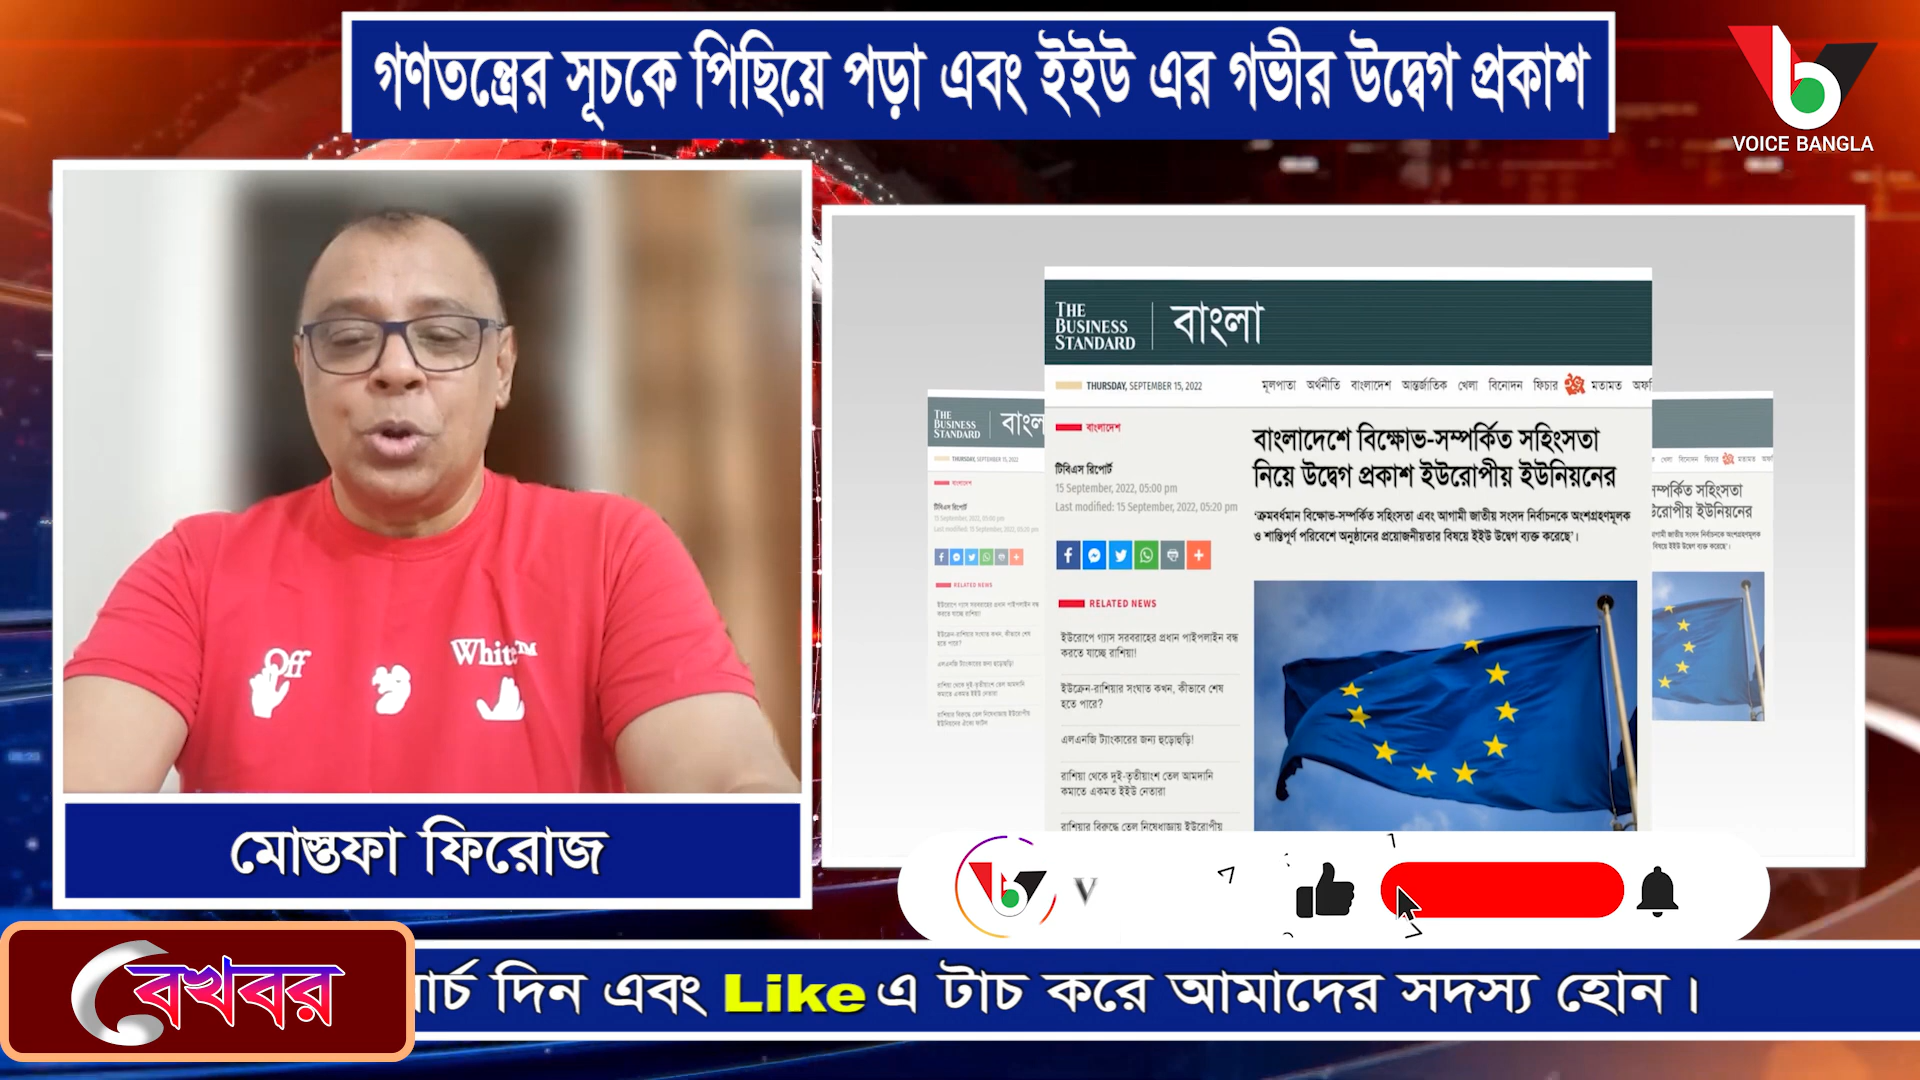 গণতন্ত্রের সূচকে পিছিয়ে পড়া এবং ইইউ এর গভীর উদ্বেগ প্রকাশ
VOICE BANGLA
THE BUSINESS STANDARD
বাংলা
THURSDAY, SEPTEMBER 15, 2022
মূলপাতা অর্থনীতি বাংলাদেশ আন্তর্জাতিক খেলা বিনোদন ফিচার ইজেল মতামত
বাংলাদেশ
বাংলাদেশে বিক্ষোভ-সম্পর্কিত সহিংসতা
নিয়ে উদ্বেগ প্রকাশ ইউরোপীয় ইউনিয়নের
টিবিএস রিপোর্ট
15 September, 2022, 05:00 pm
Last modified: 15 September, 2022, 05:20 pm
'ক্রমবর্ধমান বিক্ষোভ-সম্পর্কিত সহিংসতা এবং আগামী জাতীয় সংসদ নির্বাচনকে অংশগ্রহণমূলক
ও শান্তিপূর্ণ পরিবেশে অনুষ্ঠানের প্রয়োজনীয়তার বিষয়ে ইইউ উদ্বেগ ব্যক্ত করেছে'।
RELATED NEWS
ইউরোপে গ্যাস সরবরাহের প্রধান পাইপলাইন বন্ধ
করতে যাচ্ছে রাশিয়া!
ইউক্রেন-রাশিয়ার সংঘাত কখন, কীভাবে শেষ
হতে পারে?
এলএনজি ট্যাংকারের জন্য হুড়োহুড়ি!
রাশিয়া থেকে দুই-তৃতীয়াংশ তেল আমদানি
কমাতে একমত ইইউ নেতারা
রাশিয়ার বিরুদ্ধে তেল নিষেধাজ্ঞায় ইউরোপীয়
Off
White™
মোস্তফা ফিরোজ
V
বেখবর
দিন এবং Like এ টাচ করে আমাদের সদস্য হোন।